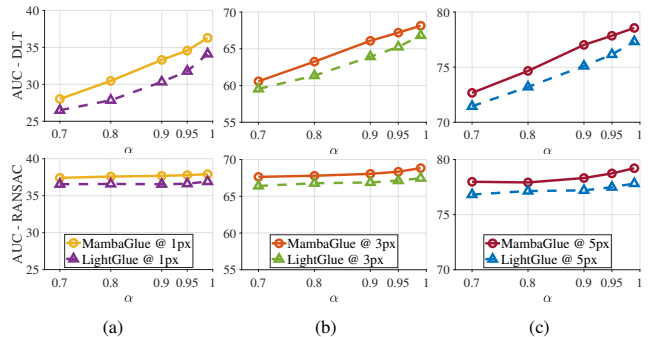 AUC - DLT
40
35
30
25
0.7 0.8 0.9 0.95 1
α
70
65
60
55
0.7 0.8 0.9 0.95 1
α
80
75
70
0.7 0.8 0.9 0.95 1
α
AUC - RANSAC
40
35
30
25
0.7 0.8 0.9 0.95 1
α
MambaGlue @ 1px
LightGlue @ 1px
70
65
60
55
0.7 0.8 0.9 0.95 1
α
MambaGlue @ 3px
LightGlue @ 3px
80
75
70
0.7 0.8 0.9 0.95 1
α
MambaGlue @ 5px
LightGlue @ 5px
(a) (b) (c)